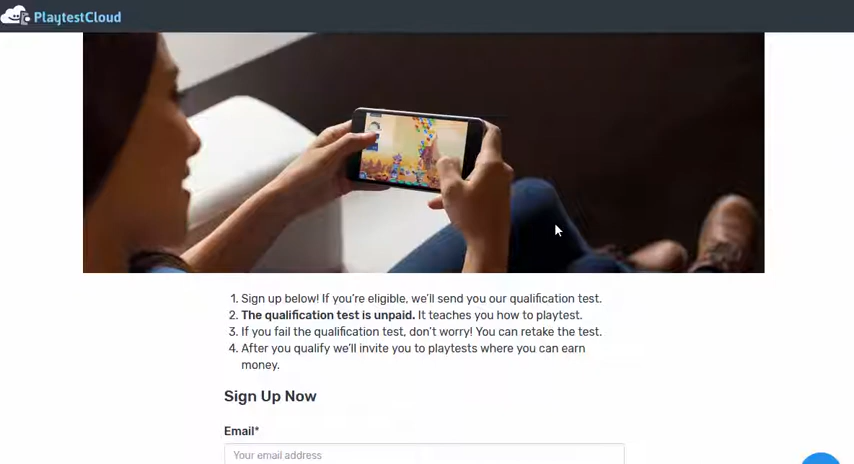 PlaytestCloud
1. Sign up below! If you're eligible, we'll send you our qualification test.
2. The qualification test is unpaid. It teaches you how to playtest.
3. If you fail the qualification test, don't worry! You can retake the test.
4. After you qualify we'll invite you to playtests where you can earn
money.
Sign Up Now
Email*
Your email address